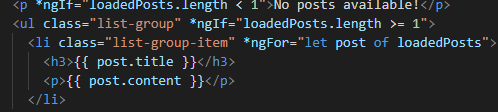 <p *ngIf="loadedPosts.length < 1">No posts available!</p>
<ul class="list-group" *ngIf="loadedPosts.length >= 1">
<li class="list-group-item" *ngFor="let post of loadedPosts">
<h3>{{ post.title }}</h3>
<p>{{ post.content }}</p>
</li>